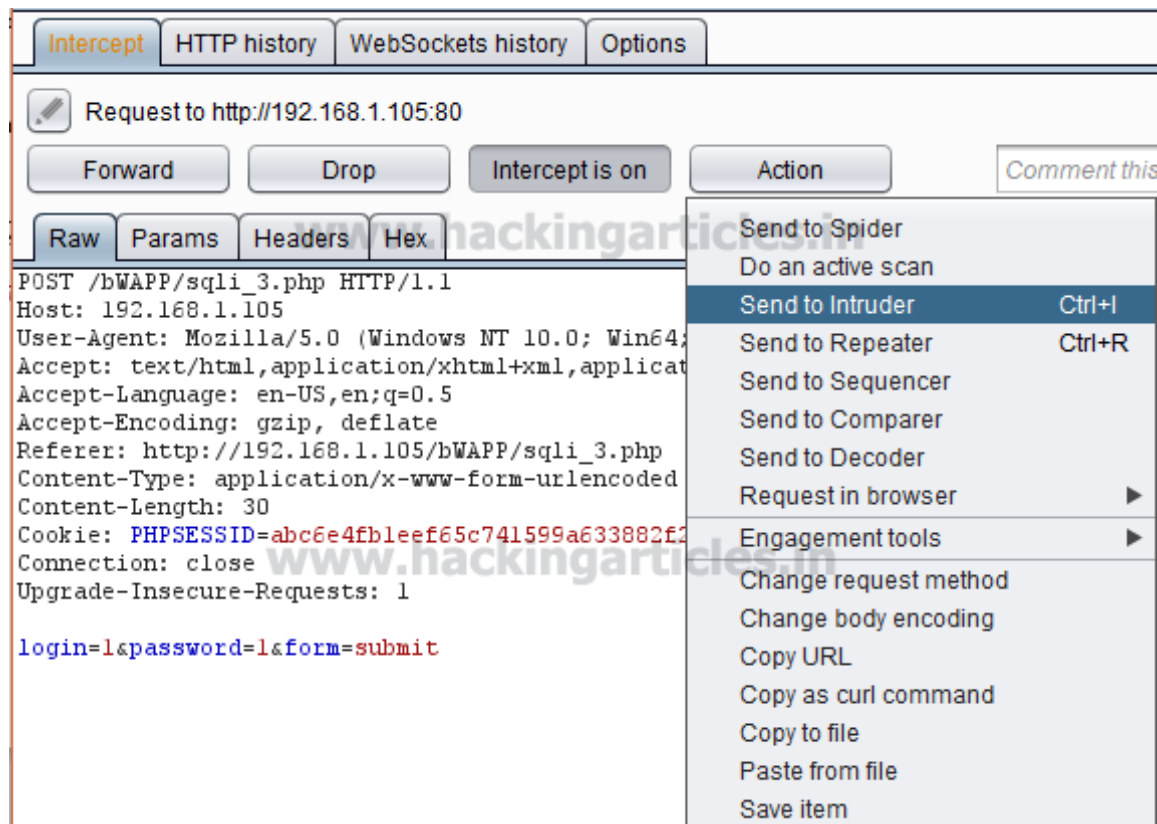 Intercept HTTP history WebSockets history Options
Request to http://192.168.1.105:80
Forward Drop Intercept is on Action Comment this
Raw Params Headers Hex
www.hackingarticles.in
POST /bWAPP/sqli_3.php HTTP/1.1
Host: 192.168.1.105
User-Agent: Mozilla/5.0 (Windows NT 10.0; Win64;
Accept: text/html,application/xhtml+xml,applicat
Accept-Language: en-US,en;q=0.5
Accept-Encoding: gzip, deflate
Referer: http://192.168.1.105/bWAPP/sqli_3.php
Content-Type: application/x-www-form-urlencoded
Content-Length: 30
Cookie: PHPSESSID=abc6e4fb1eef65c741599a633882f2
Connection: close
Upgrade-Insecure-Requests: 1
login=1&password=1&form=submit
www.hackingarticles.in
Send to Spider
Do an active scan
Send to Intruder Ctrl+I
Send to Repeater Ctrl+R
Send to Sequencer
Send to Comparer
Send to Decoder
Request in browser
Engagement tools
Change request method
Change body encoding
Copy URL
Copy as curl command
Copy to file
Paste from file
Save item